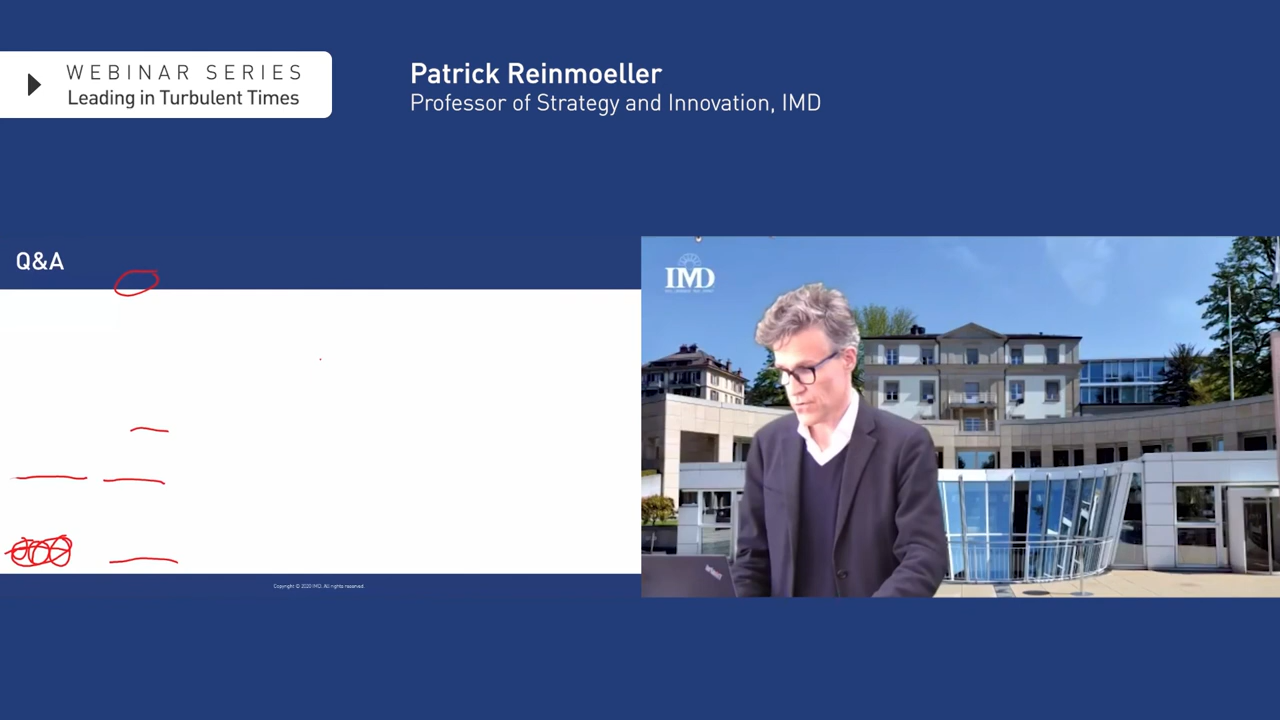 WEBINAR SERIES
Leading in Turbulent Times
Patrick Reinmoeller
Professor of Strategy and Innovation, IMD
Q&A
IMD
Copyright © 2020 IMD. All rights reserved